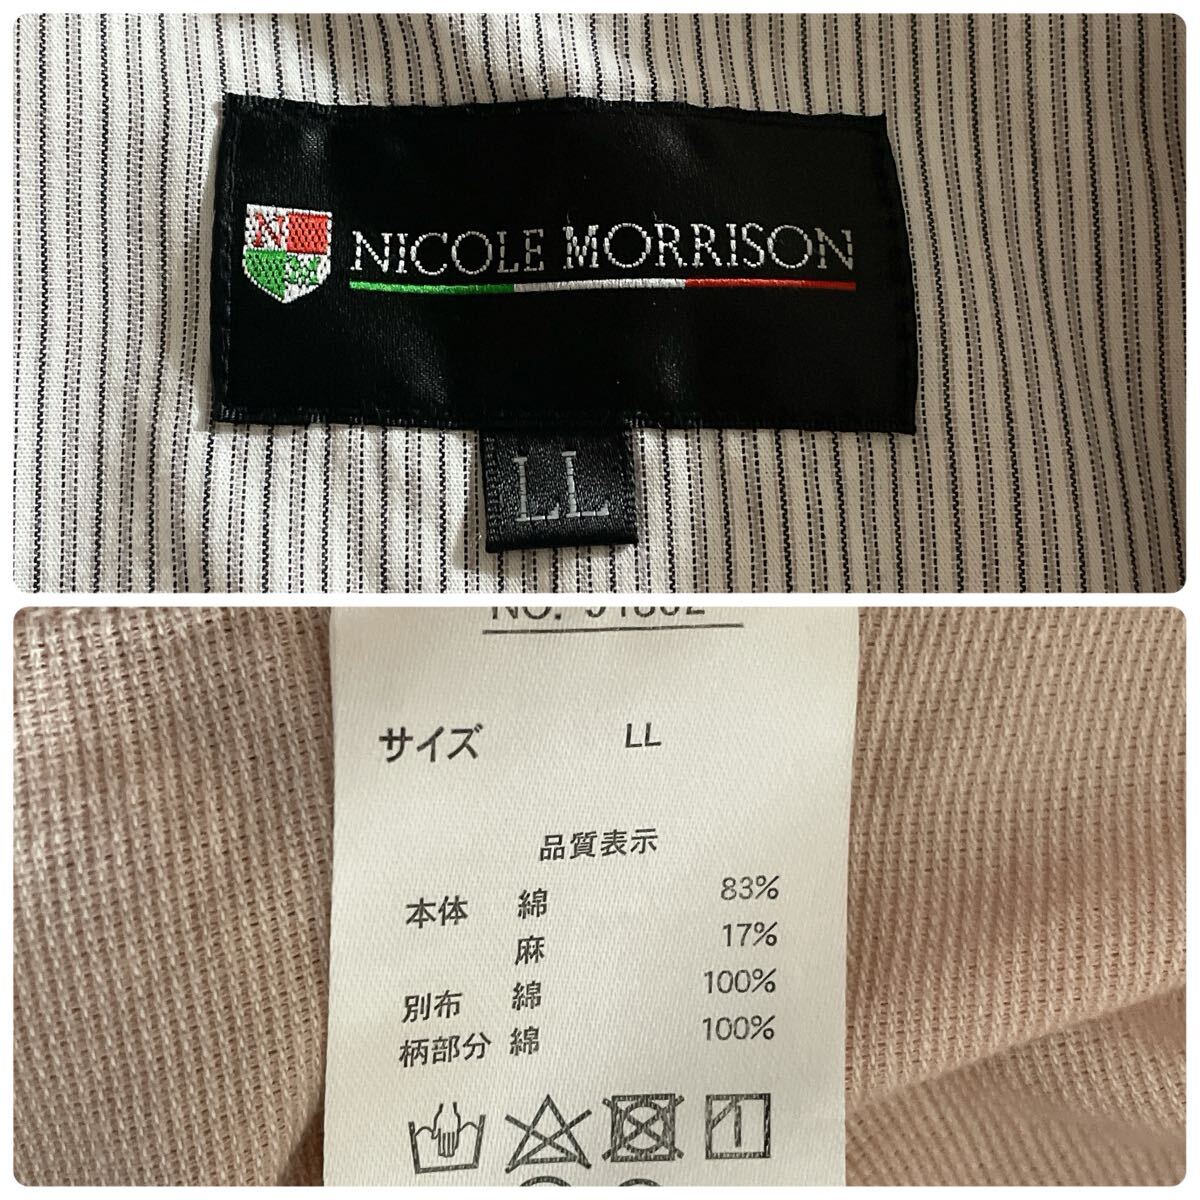 N
M
NICOLE MORRISON
LL
サイズ LL
品質表示
本体 綿 83%
麻 17%
別布 綿 100%
柄部分 綿 100%